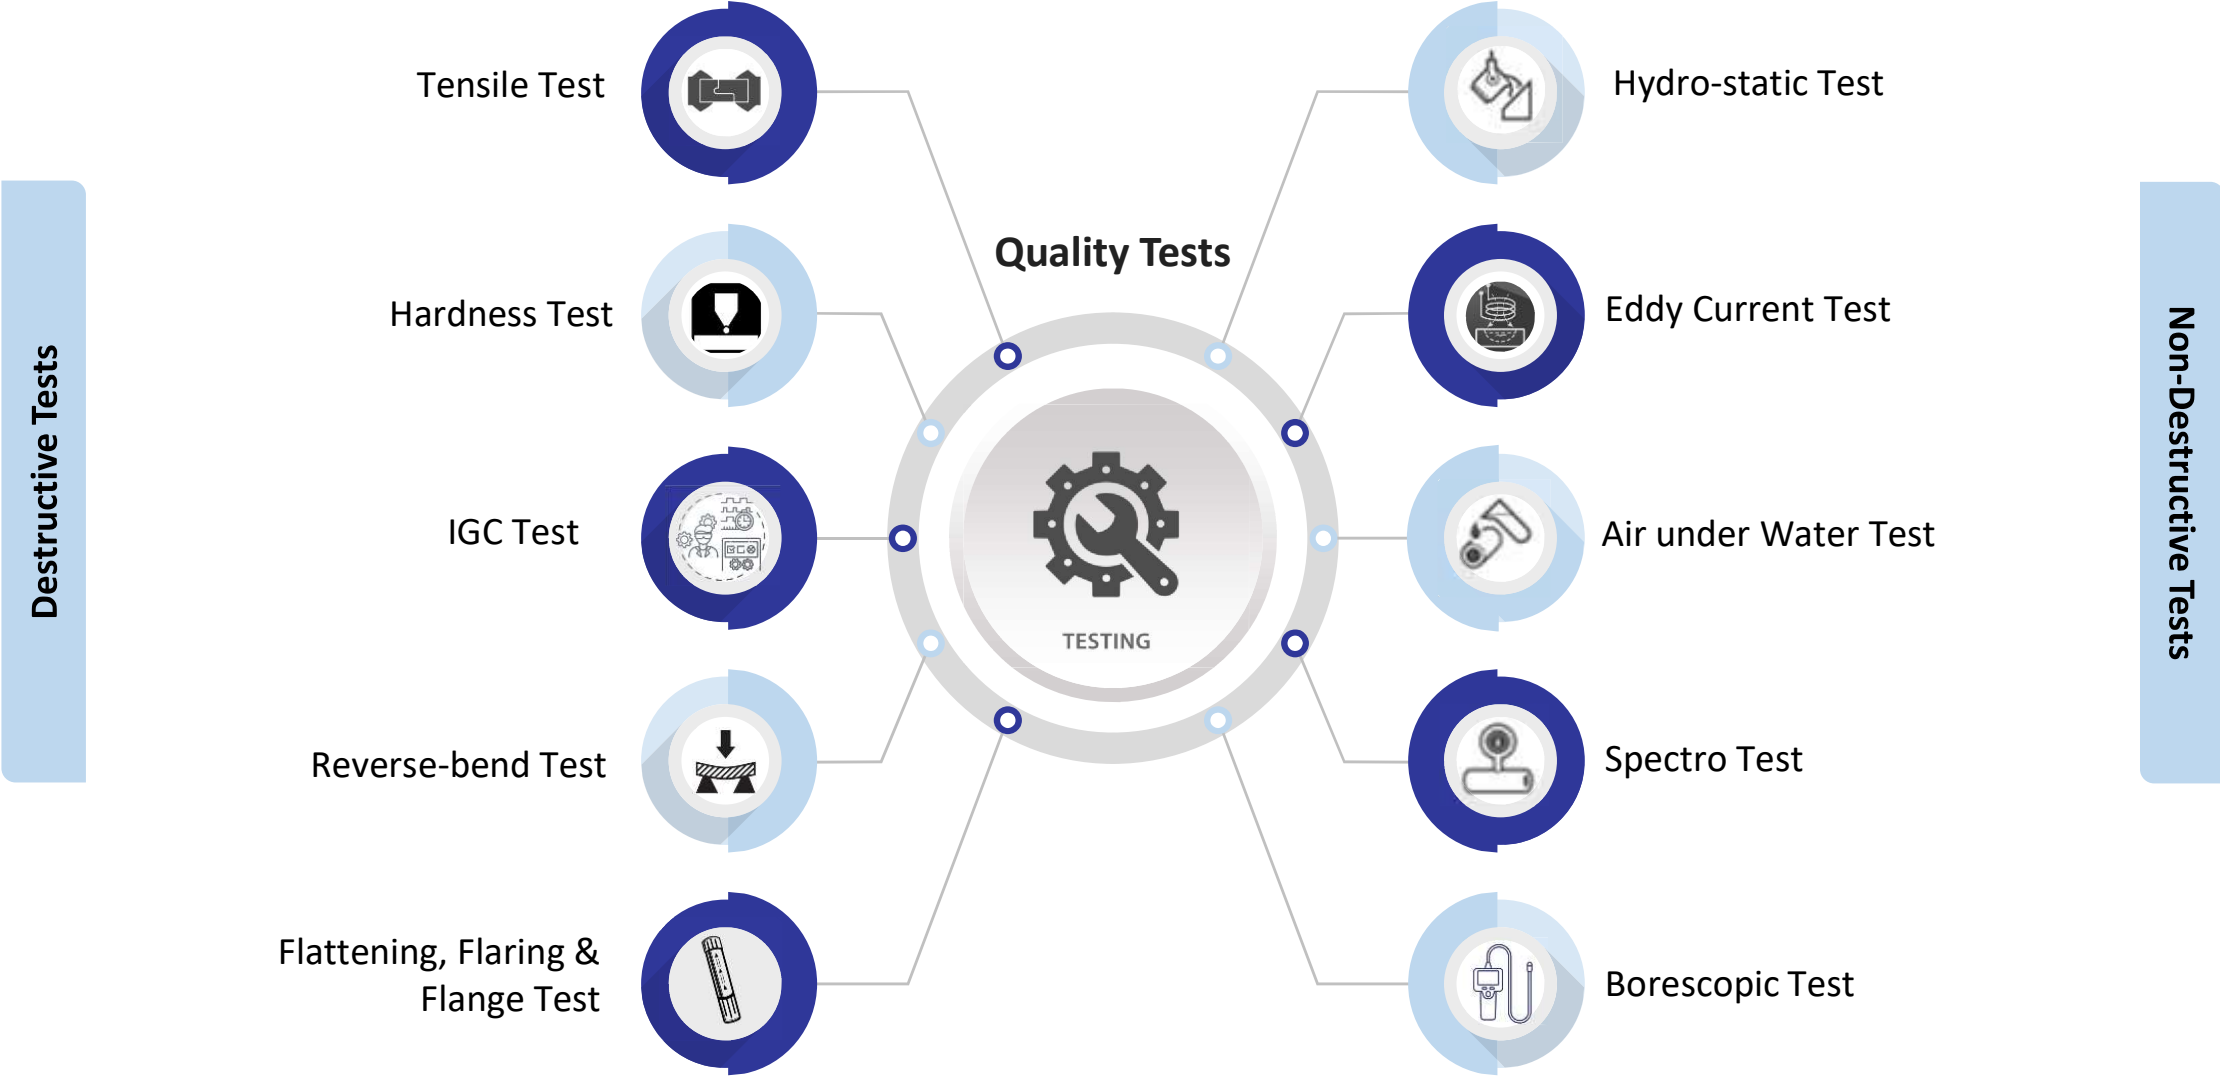 Quality Tests
Destructive Tests
Tensile Test
Hardness Test
IGC Test
Reverse-bend Test
Flattening, Flaring &
Flange Test
TESTING
Hydro-static Test
Eddy Current Test
Air under Water Test
Spectro Test
Borescopic Test
Non-Destructive Tests